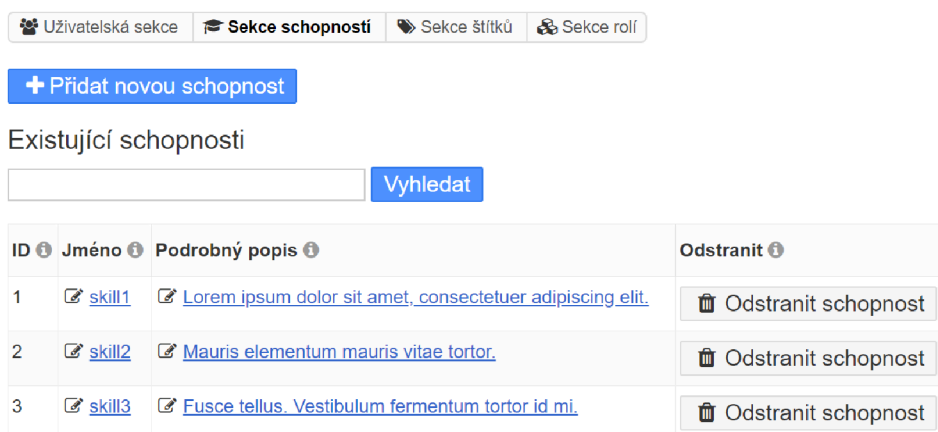 Uživatelská sekce Sekce schopností Sekce štítků Sekce rolí
Přidat novou schopnost
Existující schopnosti
Vyhledat
ID Jméno Podrobný popis Odstranit
1 skill1 Lorem ipsum dolor sit amet, consectetuer adipiscing elit. Odstranit schopnost
2 skill2 Mauris elementum mauris vitae tortor. Odstranit schopnost
3 skill3 Fusce tellus. Vestibulum fermentum tortor id mi. Odstranit schopnost